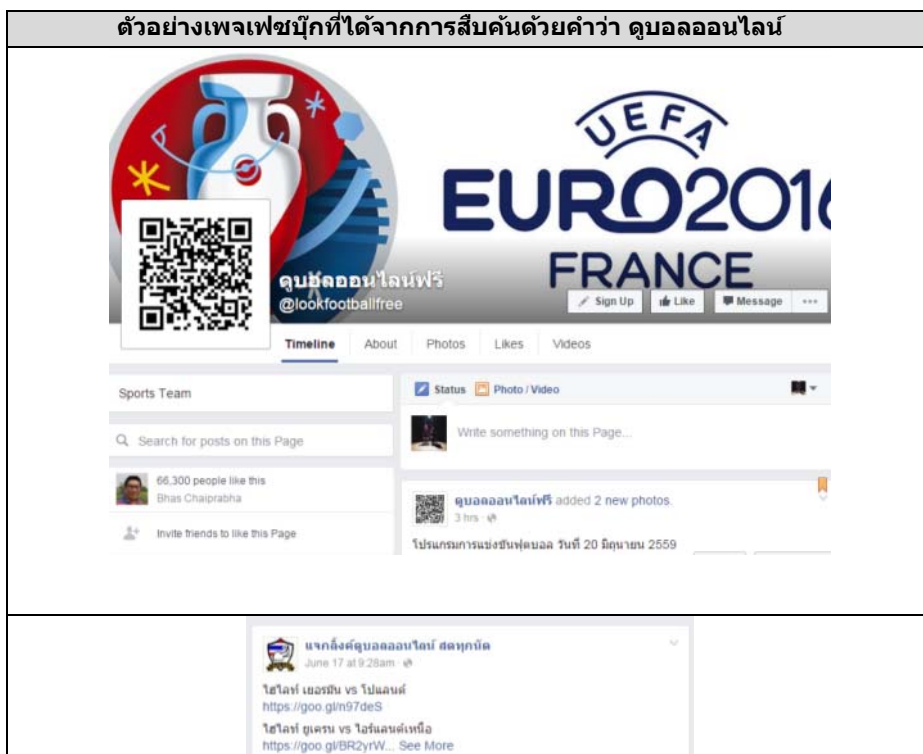 ตัวอย่างเพจเฟซบุ๊กที่ได้จากการสืบค้นด้วยคำว่า ดูบอลออนไลน์
UEFA
EURO2016
FRANCE
ดูบอลออนไลน์ฟรี
@lookfootballfree
Sign Up Like Message ...
Timeline About Photos Likes Videos
Sports Team
Search for posts on this Page
66,300 people like this
Bhas Chaiprabha
Invite friends to like this Page
Status Photo / Video
Write something on this Page...
ดูบอลออนไลน์ฟรี added 2 new photos.
3 hrs ·
โปรแกรมการแข่งขันฟุตบอล วันที่ 20 มิถุนายน 2559
แจกลิ้งค์ดูบอลออนไลน์ สดทุกนัด
June 17 at 9:28am ·
ไฮไลท์ เยอรมัน vs โปแลนด์
https://goo.gl/n97deS
ไฮไลท์ ยูเครน vs ไอร์แลนด์เหนือ
https://goo.gl/BR2yrW... See More